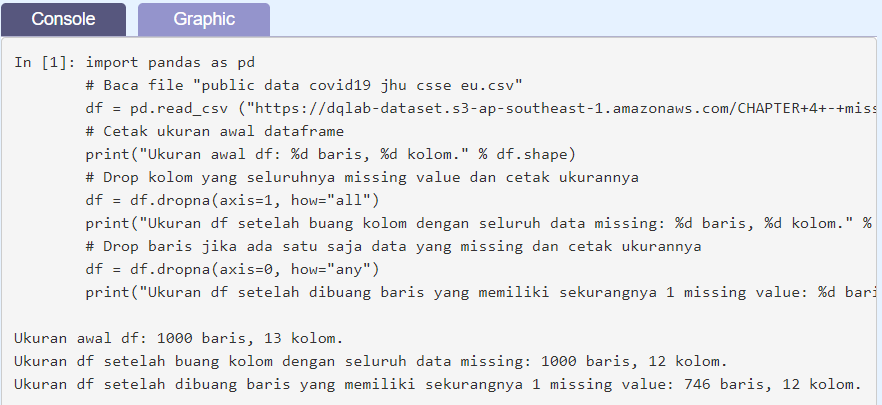 Console
Graphic
In [1]: import pandas as pd
# Baca file "public data covid19 jhu csse eu.csv"
df = pd.read_csv ("https://dqlab-dataset.s3-ap-southeast-1.amazonaws.com/CHAPTER+4+-+miss
# Cetak ukuran awal dataframe
print("Ukuran awal df: %d baris, %d kolom." % df.shape)
# Drop kolom yang seluruhnya missing value dan cetak ukurannya
df = df.dropna(axis=1, how="all")
print("Ukuran df setelah buang kolom dengan seluruh data missing: %d baris, %d kolom." %
# Drop baris jika ada satu saja data yang missing dan cetak ukurannya
df = df.dropna(axis=0, how="any")
print("Ukuran df setelah dibuang baris yang memiliki sekurangnya 1 missing value: %d bari
Ukuran awal df: 1000 baris, 13 kolom.
Ukuran df setelah buang kolom dengan seluruh data missing: 1000 baris, 12 kolom.
Ukuran df setelah dibuang baris yang memiliki sekurangnya 1 missing value: 746 baris, 12 kolom.